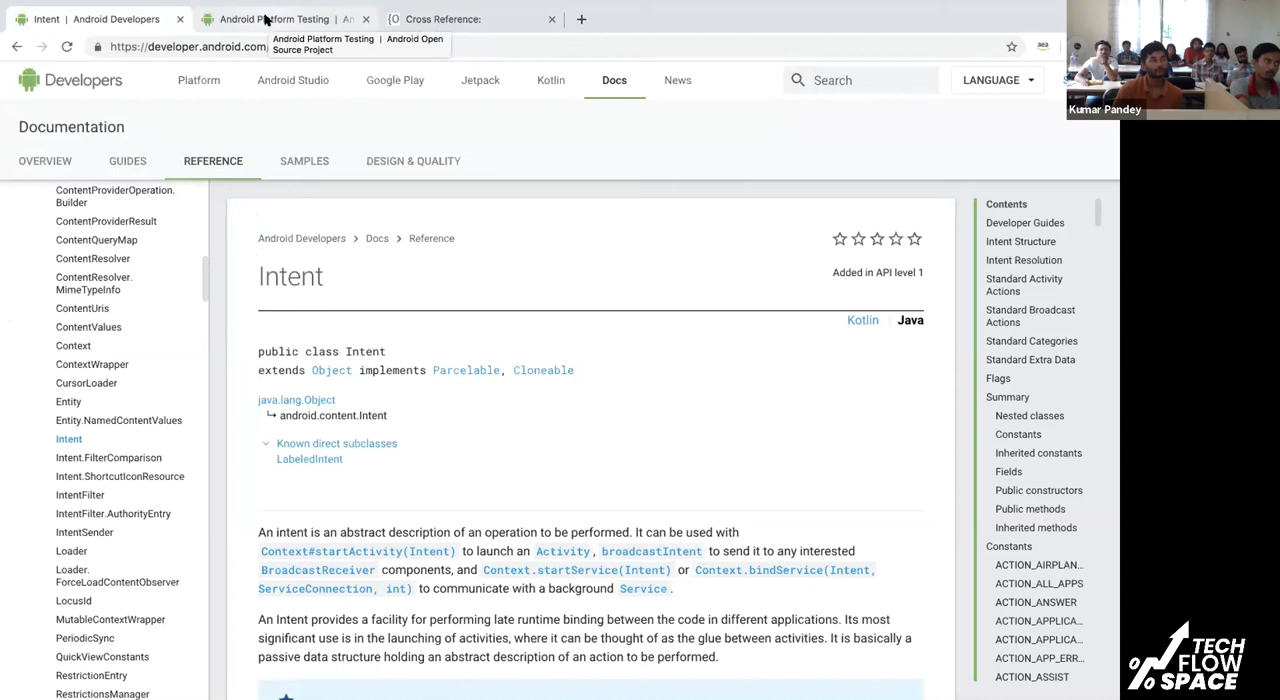 Intent | Android Developers
Android Platform Testing | An
Cross Reference:
https://developer.android.com
Android Platform Testing | Android Open
Source Project
aea
Developers
Platform
Android Studio
Google Play
Jetpack
Kotlin
Docs
News
Search
LANGUAGE
Kumar Pandey
Documentation
OVERVIEW
GUIDES
REFERENCE
SAMPLES
DESIGN & QUALITY
ContentProviderOperation.
Builder
ContentProviderResult
ContentQueryMap
ContentResolver
ContentResolver.
MimeTypeInfo
ContentUris
ContentValues
Context
ContextWrapper
CursorLoader
Entity
Entity.NamedContentValues
Intent
Intent.FilterComparison
Intent.ShortcutIconResource
IntentFilter
IntentFilter.AuthorityEntry
IntentSender
Loader
Loader.
ForceLoadContentObserver
LocusId
MutableContextWrapper
PeriodicSync
QuickViewConstants
RestrictionEntry
RestrictionsManager
Android Developers > Docs > Reference
Intent
Added in API level 1
Kotlin | Java
public class Intent
extends Object implements Parcelable, Cloneable
java.lang.Object
↳ android.content.Intent
Known direct subclasses
LabeledIntent
An intent is an abstract description of an operation to be performed. It can be used with
Context#startActivity(Intent) to launch an Activity, broadcastIntent to send it to any interested
BroadcastReceiver components, and Context.startService(Intent) or Context.bindService(Intent,
ServiceConnection, int) to communicate with a background Service.
An Intent provides a facility for performing late runtime binding between the code in different applications. Its most
significant use is in the launching of activities, where it can be thought of as the glue between activities. It is basically a
passive data structure holding an abstract description of an action to be performed.
Contents
Developer Guides
Intent Structure
Intent Resolution
Standard Activity
Actions
Standard Broadcast
Actions
Standard Categories
Standard Extra Data
Flags
Summary
Nested classes
Constants
Inherited constants
Fields
Public constructors
Public methods
Inherited methods
Constants
ACTION_AIRPLAN...
ACTION_ALL_APPS
ACTION_ANSWER
ACTION_APPLICA...
ACTION_APPLICA...
ACTION_APP_ERR...
ACTION_ASSIST
TECH
FLOW
SPACE